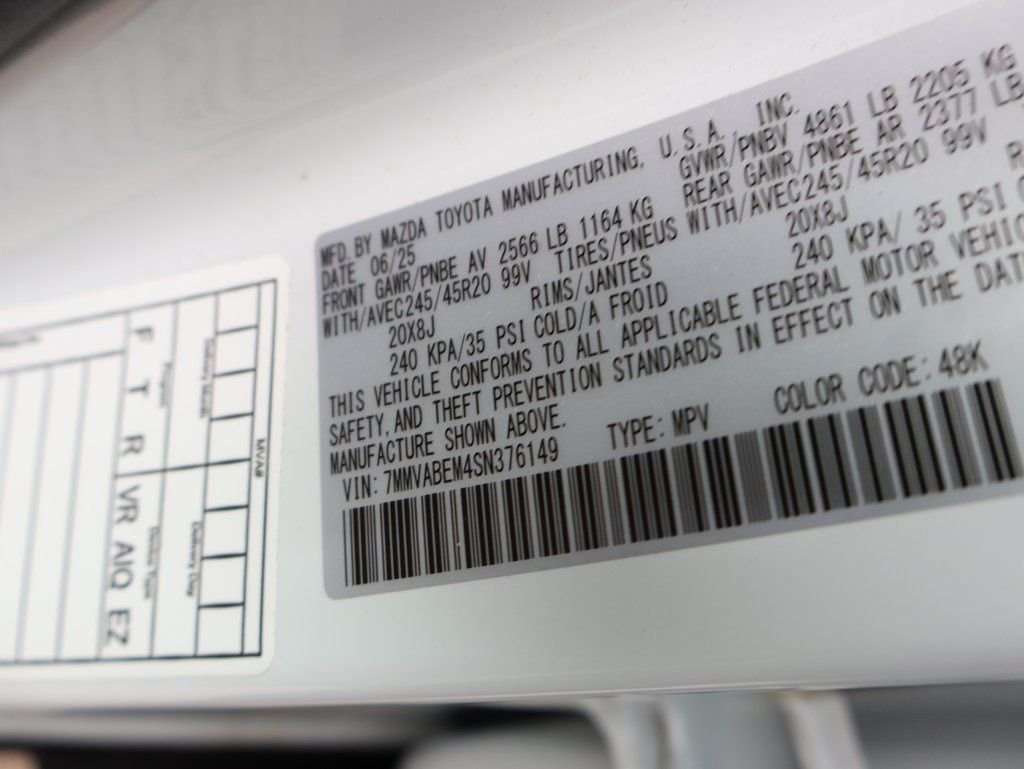 MFD. BY MAZDA TOYOTA MANUFACTURING, U.S.A. INC.
DATE 06/25 GVWR/PNBV 4861 LB 2205 KG
FRONT GAWR/PNBE AV 2566 LB 1164 KG REAR GAWR/PNBE AR 2377 LB
WITH/AVEC245/45R20 99V TIRES/PNEUS WITH/AVEC245/45R20 99V
20X8J RIMS/JANTES 20X8J
240 KPA/35 PSI COLD/A FROID 240 KPA/ 35 PSI
THIS VEHICLE CONFORMS TO ALL APPLICABLE FEDERAL MOTOR VEHIC
SAFETY, AND THEFT PREVENTION STANDARDS IN EFFECT ON THE DAT
MANUFACTURE SHOWN ABOVE.
VIN: 7MMVABEM4SN376149 TYPE: MPV COLOR CODE: 48K
MVA#
Delivery Day
F T R VR AIQ EZ